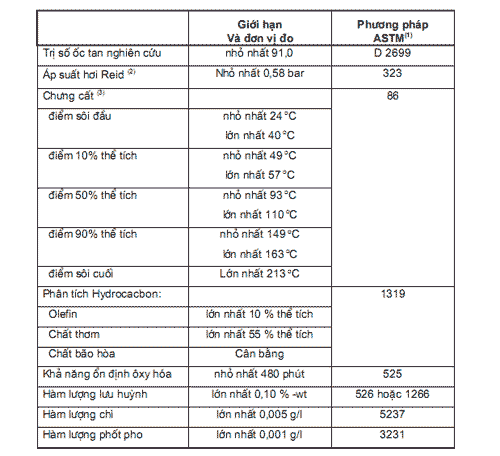 Giới hạn Phương pháp
Và đơn vị đo ASTM(1)
Trị số ốc tan nghiên cứu nhỏ nhất 91,0 D 2699
Áp suất hơi Reid (2) Nhỏ nhất 0,58 bar 323
Chưng cất (3) 86
điểm sôi đầu nhỏ nhất 24 °C
lớn nhất 40 °C
điểm 10% thể tích nhỏ nhất 49 °C
lớn nhất 57 °C
điểm 50% thể tích nhỏ nhất 93 °C
lớn nhất 110 °C
điểm 90% thể tích nhỏ nhất 149 °C
lớn nhất 163 °C
điểm sôi cuối Lớn nhất 213 °C
Phân tích Hydrocacbon: 1319
Olefin lớn nhất 10 % thể tích
Chất thơm lớn nhất 55 % thể tích
Chất bão hòa Cân bằng
Khả năng ổn định ôxy hóa nhỏ nhất 480 phút 525
Hàm lượng lưu huỳnh lớn nhất 0,10 % -wt 526 hoặc 1266
Hàm lượng chì lớn nhất 0,005 g/l 5237
Hàm lượng phốt pho lớn nhất 0,001 g/l 3231